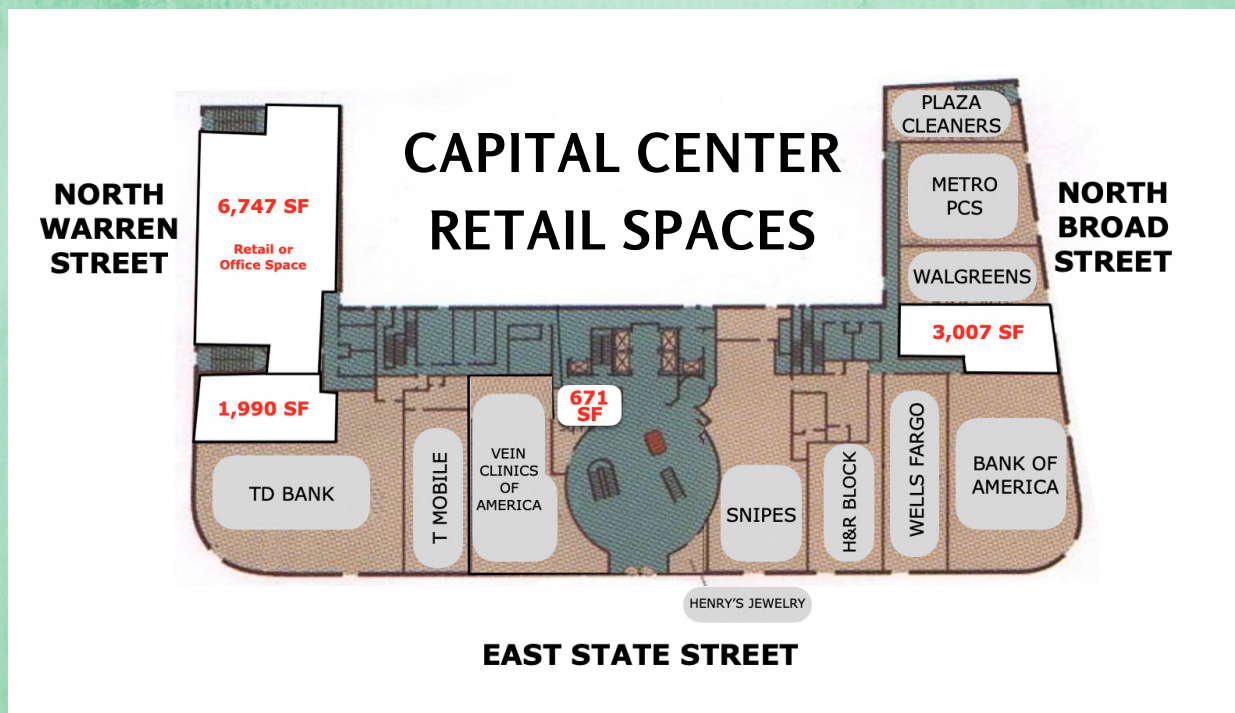 CAPITAL CENTER
RETAIL SPACES
NORTH
WARREN
STREET
6,747 SF
Retail or
Office Space
1,990 SF
TD BANK
T MOBILE
VEIN
CLINICS
OF
AMERICA
671
SF
SNIPES
HENRY'S JEWELRY
H&R BLOCK
WELLS FARGO
BANK OF
AMERICA
3,007 SF
WALGREENS
METRO
PCS
PLAZA
CLEANERS
NORTH
BROAD
STREET
EAST STATE STREET